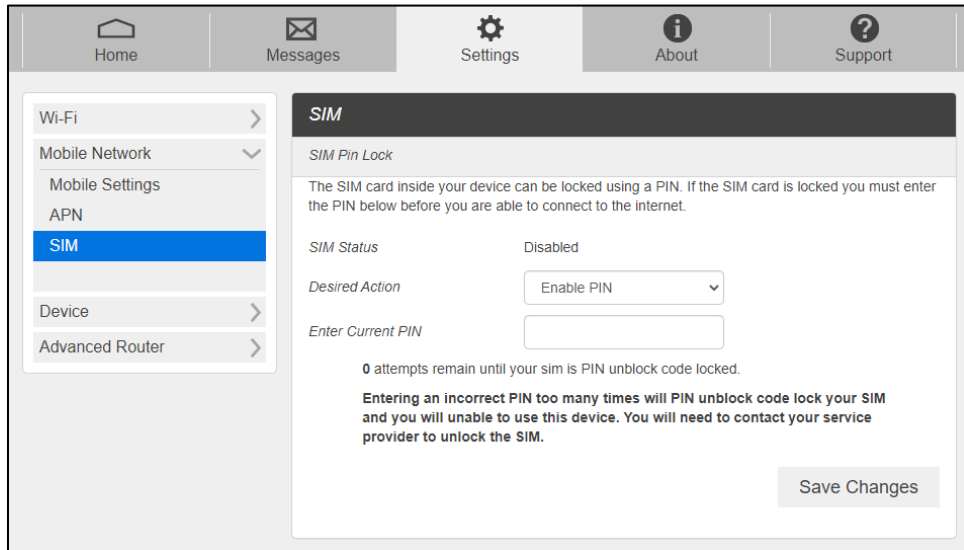 Home
Messages
Settings
About
Support
Wi-Fi
Mobile Network
Mobile Settings
APN
SIM
Device
Advanced Router
SIM
SIM Pin Lock
The SIM card inside your device can be locked using a PIN. If the SIM card is locked you must enter
the PIN below before you are able to connect to the internet.
SIM Status Disabled
Desired Action Enable PIN
Enter Current PIN
0 attempts remain until your sim is PIN unblock code locked.
Entering an incorrect PIN too many times will PIN unblock code lock your SIM
and you will unable to use this device. You will need to contact your service
provider to unlock the SIM.
Save Changes